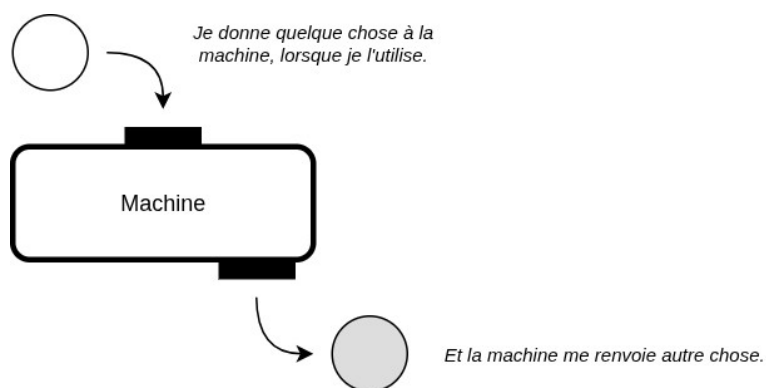 Je donne quelque chose à la
machine, lorsque je l'utilise.
Machine
Et la machine me renvoie autre chose.